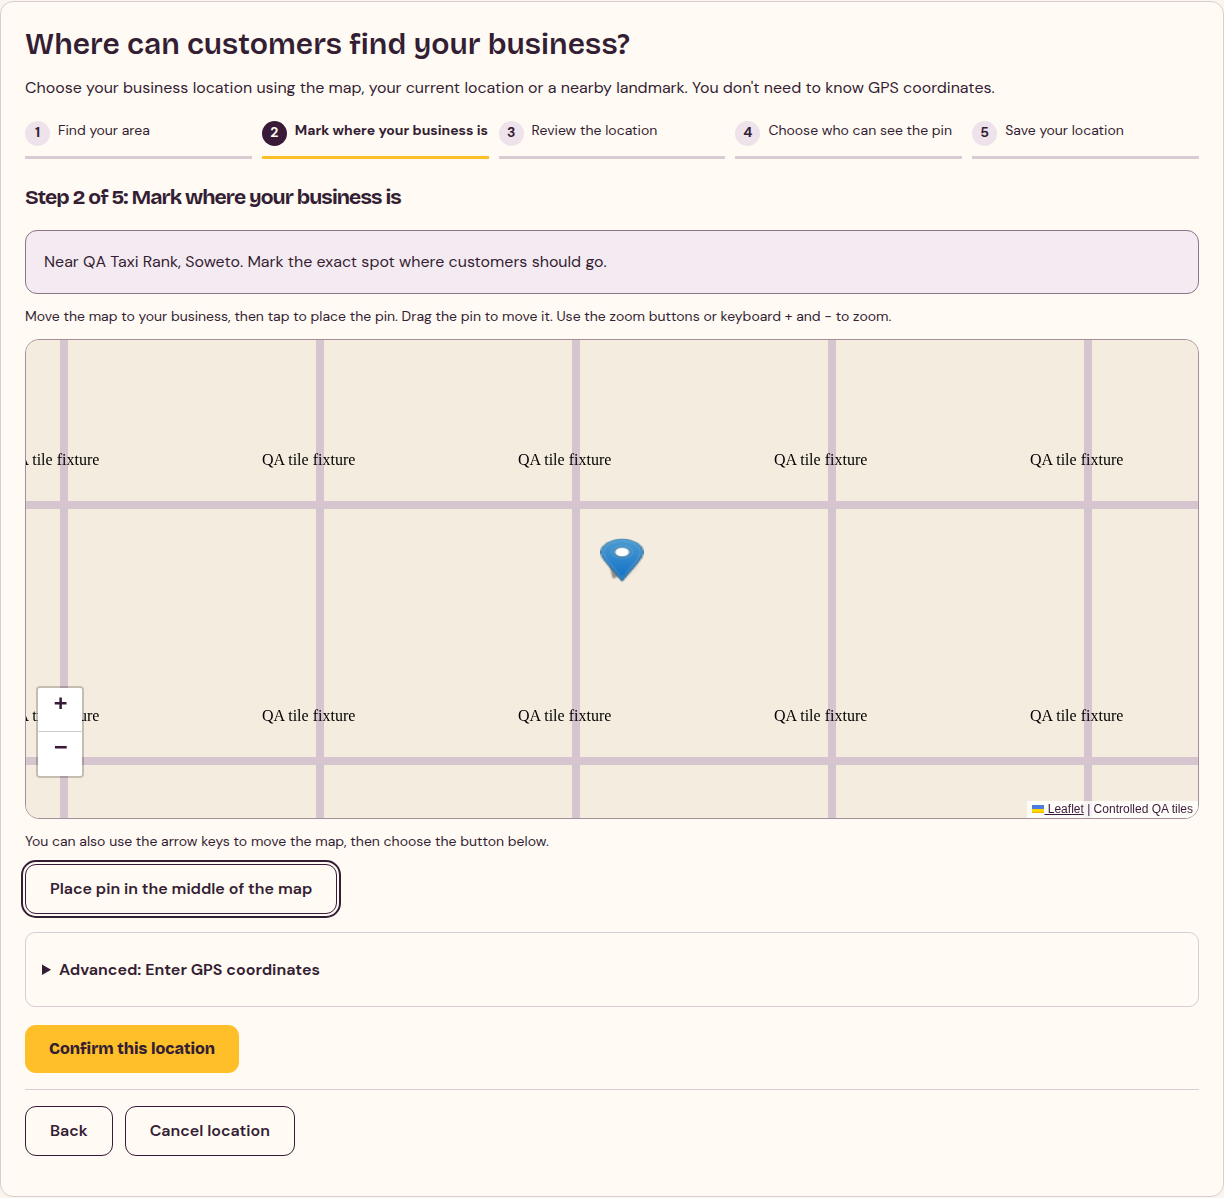 Where can customers find your business?
Choose your business location using the map, your current location or a nearby landmark. You don't need to know GPS coordinates.
1 Find your area
2 Mark where your business is
3 Review the location
4 Choose who can see the pin
5 Save your location
Step 2 of 5: Mark where your business is
Near QA Taxi Rank, Soweto. Mark the exact spot where customers should go.
Move the map to your business, then tap to place the pin. Drag the pin to move it. Use the zoom buttons or keyboard + and - to zoom.
tile fixture QA tile fixture QA tile fixture QA tile fixture QA tile fixture
+
QA tile fixture QA tile fixture QA tile fixture QA tile fixture
−
Leaflet | Controlled QA tiles
You can also use the arrow keys to move the map, then choose the button below.
Place pin in the middle of the map
Advanced: Enter GPS coordinates
Confirm this location
Back Cancel location